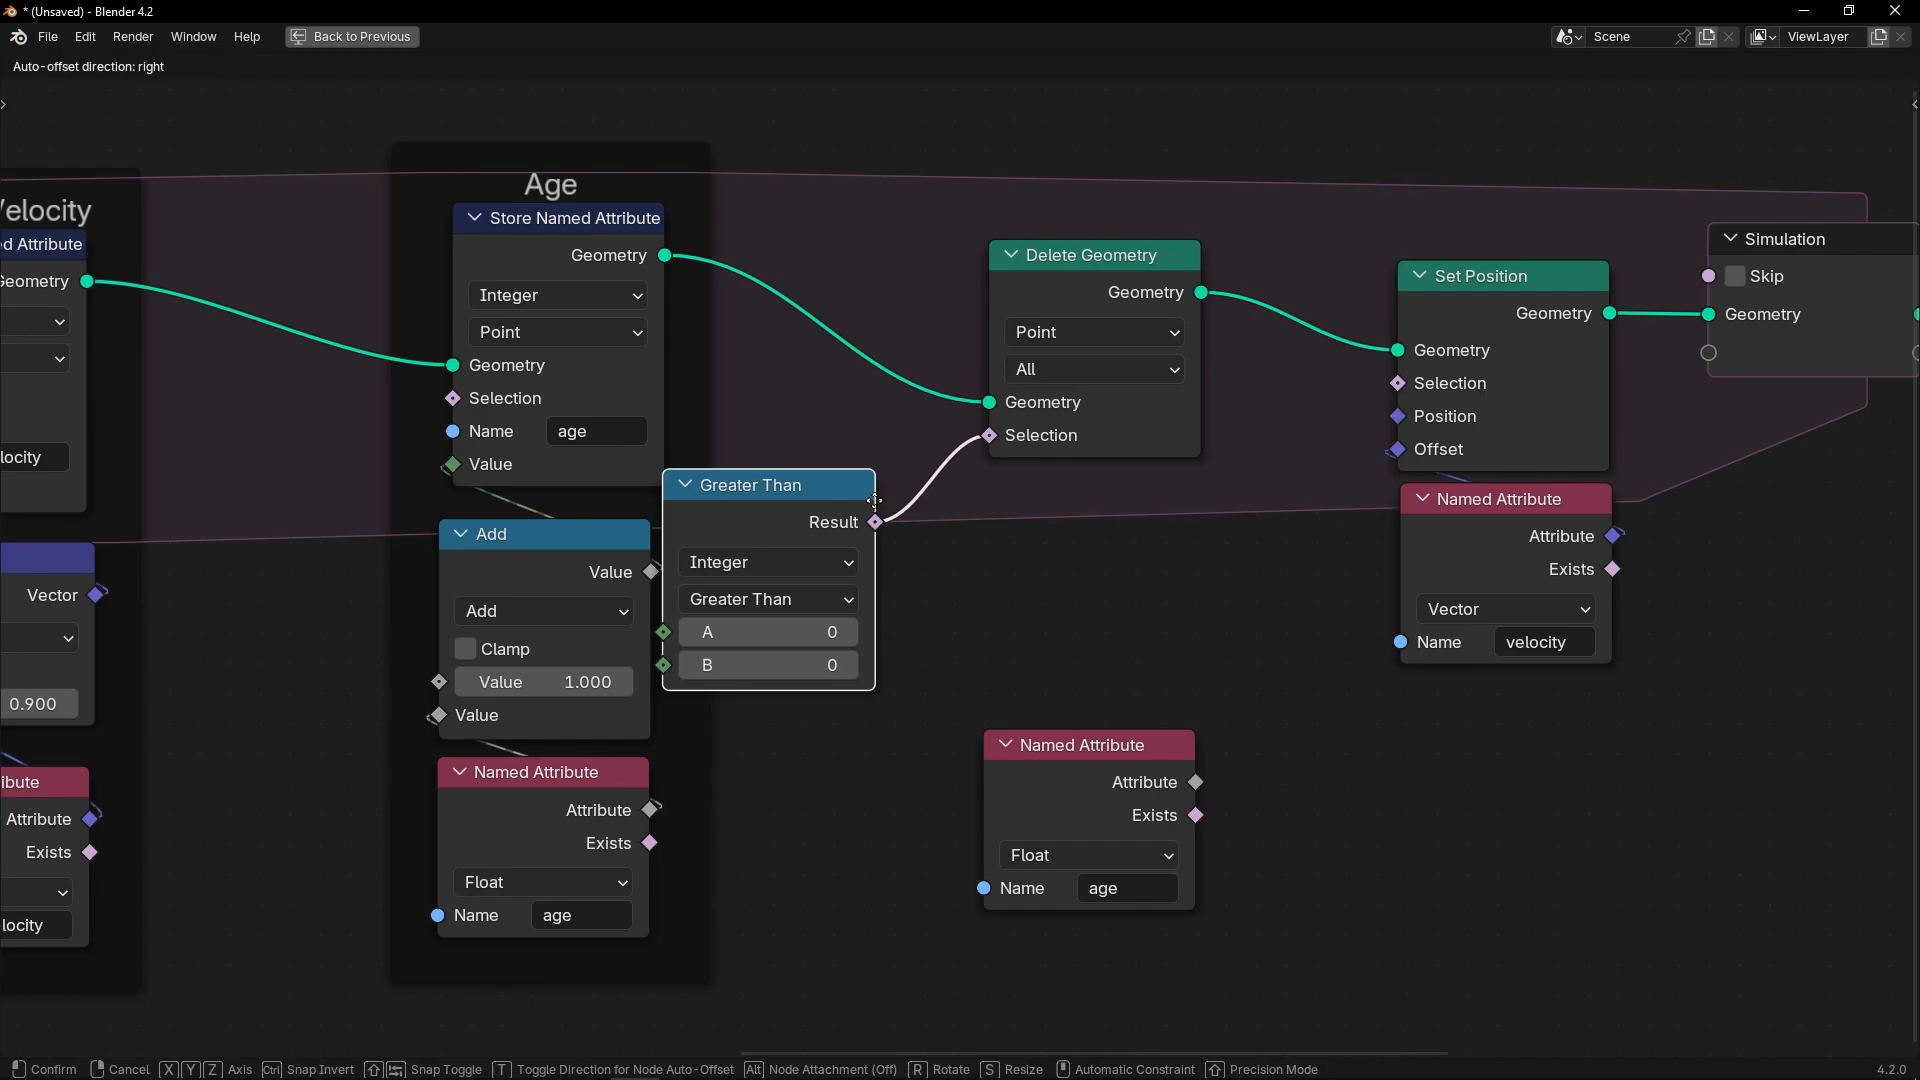 * (Unsaved) - Blender 4.2
File Edit Render Window Help Back to Previous Scene ViewLayer
Auto-offset direction: right
elocity
d Attribute
Geometry
locity
Vector
0.900
ibute
Attribute
Exists
locity
Age
Store Named Attribute
Geometry
Integer
Point
Geometry
Selection
Name age
Value
Add
Value
Add
Clamp
Value 1.000
Value
Named Attribute
Attribute
Exists
Float
Name age
Greater Than
Result
Integer
Greater Than
A 0
B 0
Delete Geometry
Geometry
Point
All
Geometry
Selection
Named Attribute
Attribute
Exists
Float
Name age
Set Position
Geometry
Geometry
Selection
Position
Offset
Named Attribute
Attribute
Exists
Vector
Name velocity
Simulation
Skip
Geometry
Confirm Cancel X Y Z Axis Ctrl Snap Invert Snap Toggle T Toggle Direction for Node Auto-Offset Alt Node Attachment (Off) R Rotate S Resize Automatic Constraint Precision Mode 4.2.0